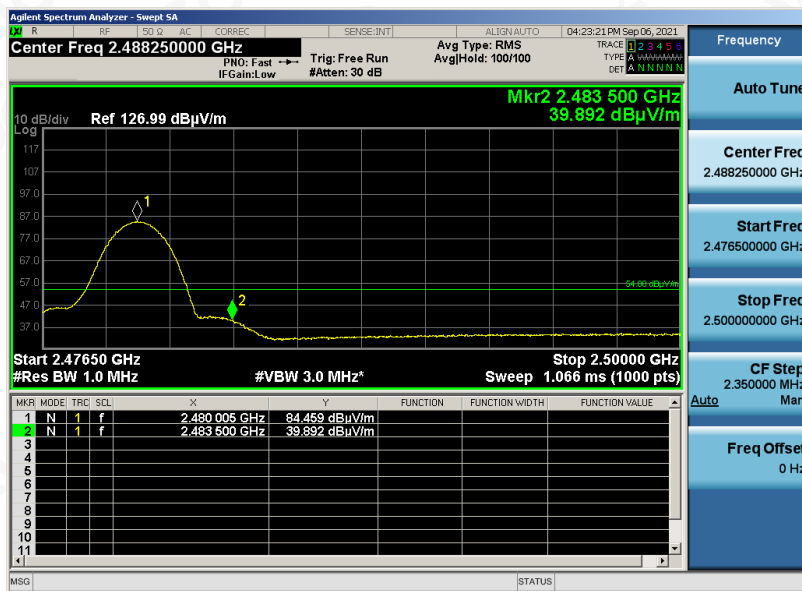 Agilent Spectrum Analyzer - Swept SA
LXI R RF 50 Ω AC CORREC SENSE:INT ALIGN AUTO 04:23:21 PM Sep 06, 2021
Center Freq 2.488250000 GHz
PNO: Fast
IFGain:Low
Trig: Free Run
#Atten: 30 dB
Avg Type: RMS
Avg|Hold: 100/100
TRACE 1 2 3 4 5 6
TYPE A WWWWW
DET A N N N N N
Mkr2 2.483 500 GHz
39.892 dBµV/m
10 dB/div
Log
Ref 126.99 dBµV/m
117
107
97.0
87.0
77.0
67.0
57.0
47.0
37.0
1
2
54.00 dBµV/m
Start 2.47650 GHz Stop 2.50000 GHz
#Res BW 1.0 MHz #VBW 3.0 MHz* Sweep 1.066 ms (1000 pts)
MKR MODE TRC SCL X Y FUNCTION FUNCTION WIDTH FUNCTION VALUE
1 N 1 f 2.480 005 GHz 84.459 dBµV/m
2 N 1 f 2.483 500 GHz 39.892 dBµV/m
3
4
5
6
7
8
9
10
11
MSG STATUS
Frequency
Auto Tune
Center Freq
2.488250000 GHz
Start Freq
2.476500000 GHz
Stop Freq
2.500000000 GHz
CF Step
2.350000 MHz
Auto Man
Freq Offset
0 Hz